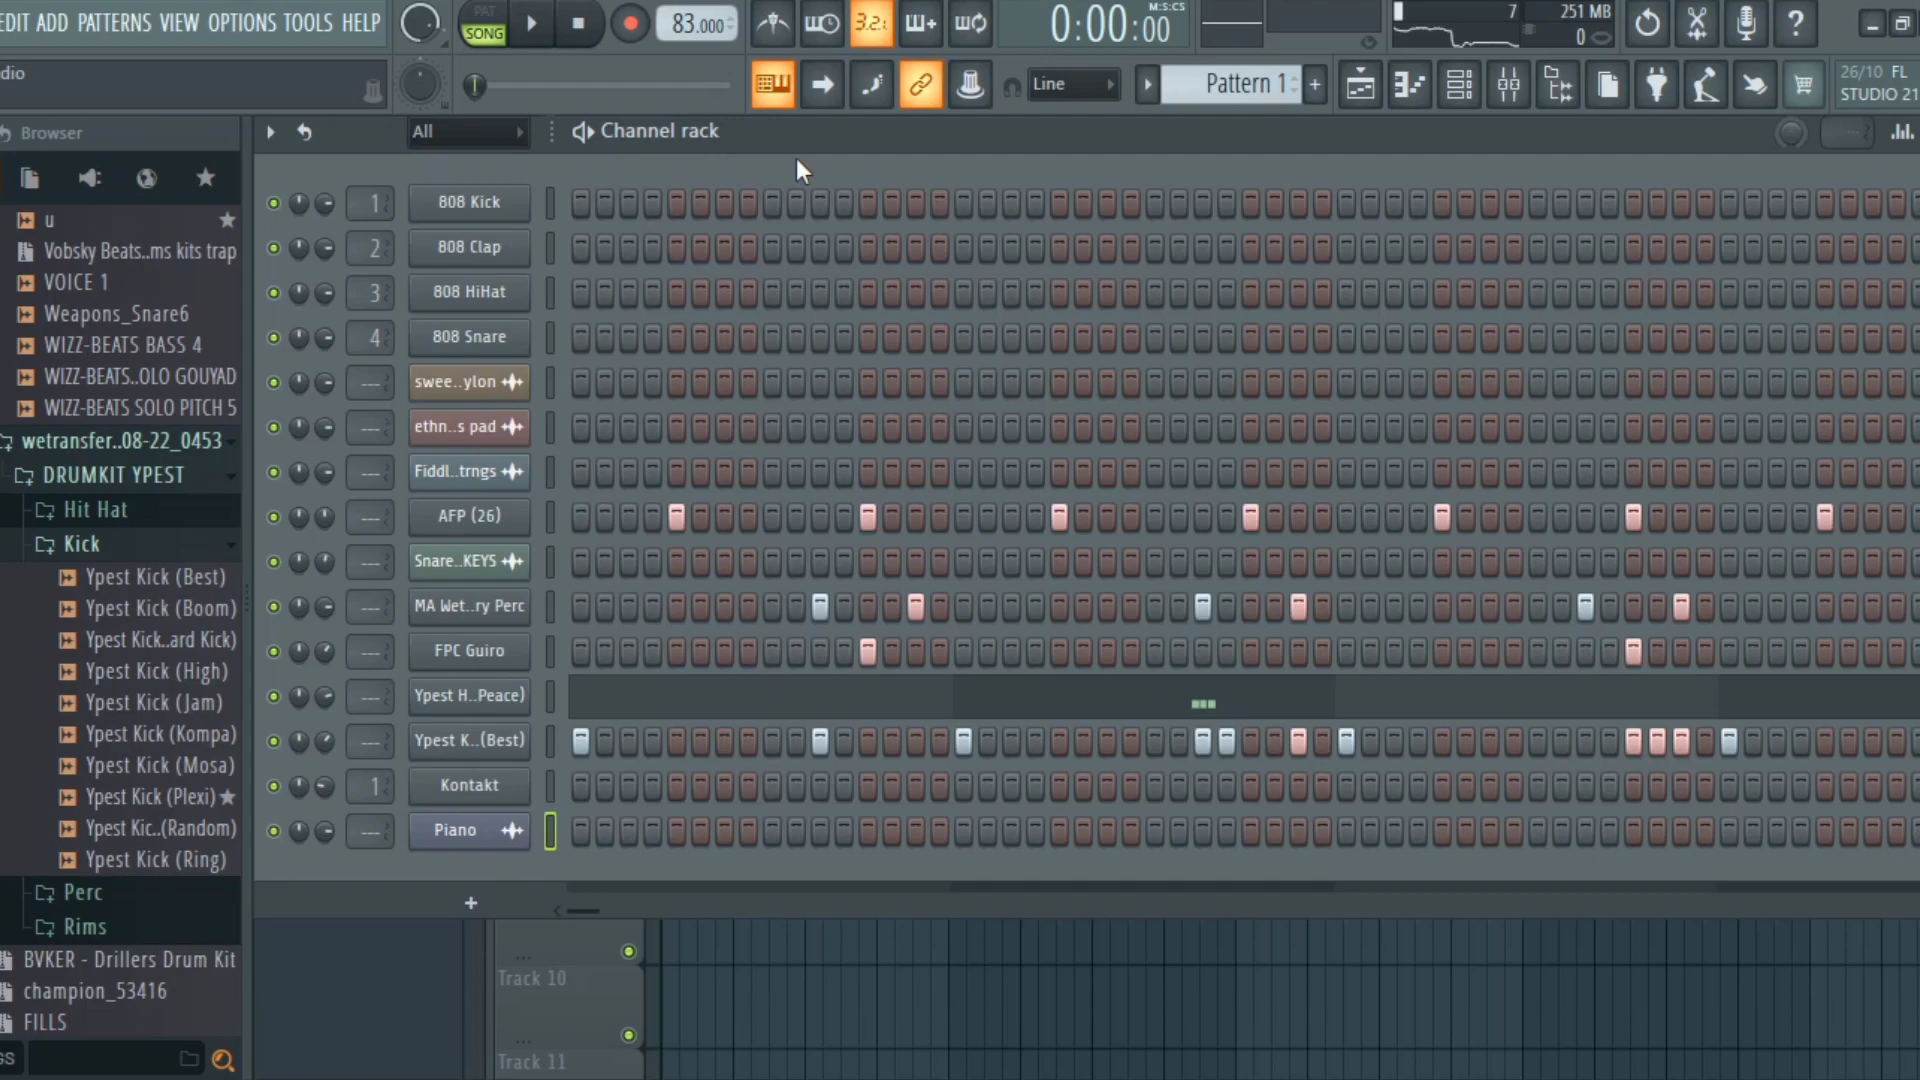 EDIT ADD PATTERNS VIEW OPTIONS TOOLS HELP
PAT
SONG
83.000
3.2:
0:00:00
M:S:CS
7
251 MB
0
dio
Line
Pattern 1
+
26/10 FL
STUDIO 21
Browser
All
Channel rack
u
Vobsky Beats..ms kits trap
VOICE 1
Weapons_Snare6
WIZZ-BEATS BASS 4
WIZZ-BEATS..OLO GOUYAD
WIZZ-BEATS SOLO PITCH 5
wetransfer..08-22_0453
DRUMKIT YPEST
Hit Hat
Kick
Ypest Kick (Best)
Ypest Kick (Boom)
Ypest Kick..ard Kick)
Ypest Kick (High)
Ypest Kick (Jam)
Ypest Kick (Kompa)
Ypest Kick (Mosa)
Ypest Kick (Plexi)
Ypest Kic..(Random)
Ypest Kick (Ring)
Perc
Rims
BVKER - Drillers Drum Kit
champion_53416
FILLS
GS
1 808 Kick
2 808 Clap
3 808 HiHat
4 808 Snare
--- swee..ylon
--- ethn..s pad
--- Fiddl..trngs
--- AFP (26)
--- Snare..KEYS
--- MA Wet..ry Perc
--- FPC Guiro
--- Ypest H..Peace)
--- Ypest K..(Best)
1 Kontakt
--- Piano
+
...
Track 10
...
Track 11